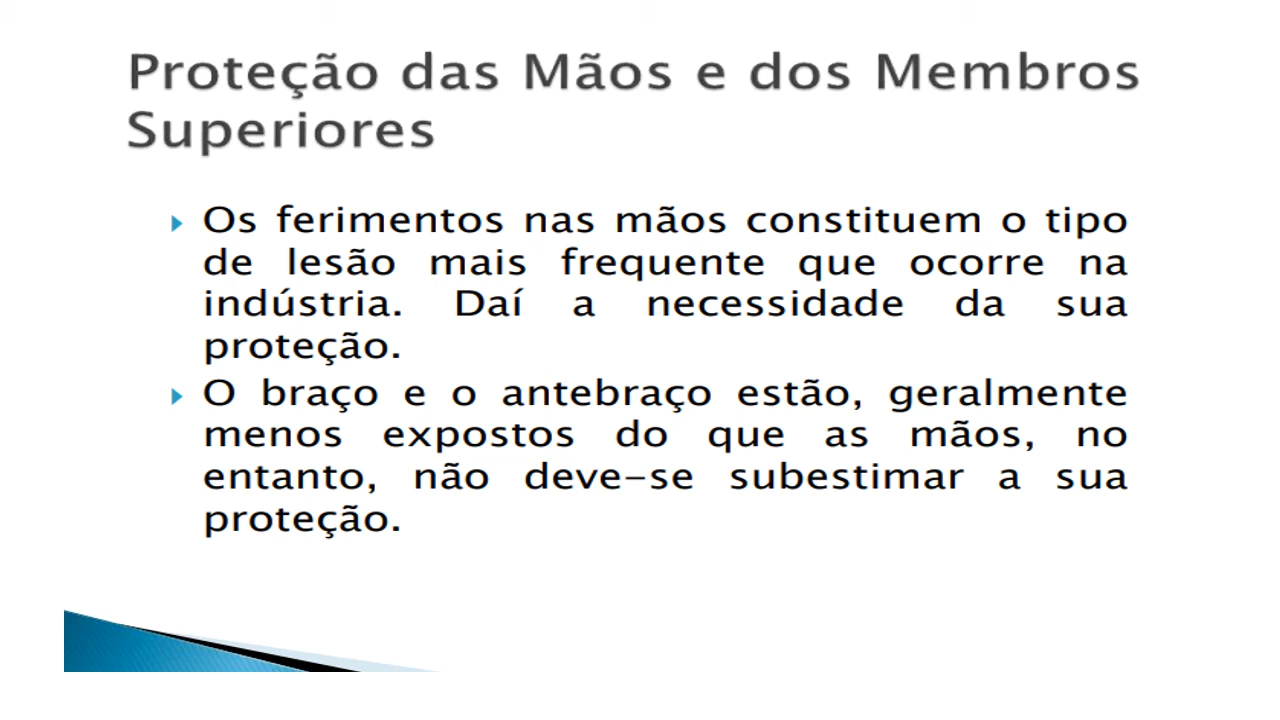 Proteção das Mãos e dos Membros
Superiores
Os ferimentos nas mãos constituem o tipo
de lesão mais frequente que ocorre na
indústria. Daí a necessidade da sua
proteção.
O braço e o antebraço estão, geralmente
menos expostos do que as mãos, no
entanto, não deve-se subestimar a sua
proteção.